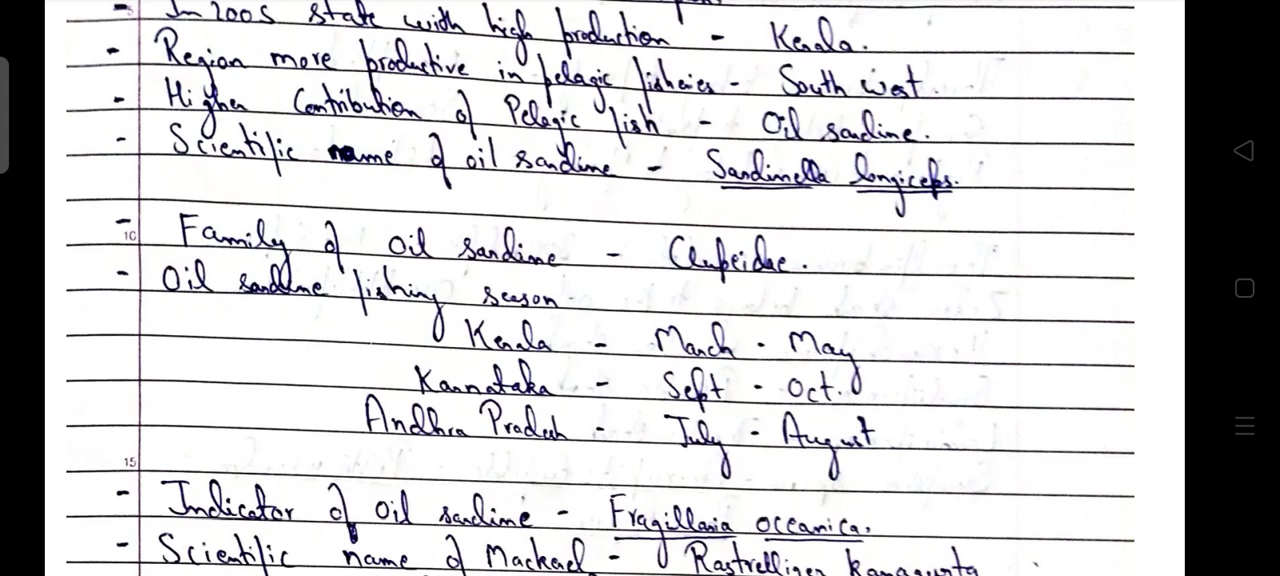 - In 2005 state with high production - Kerala.
- Region more productive in pelagic fisheries - South west
- Higher Contribution of Pelagic fish - Oil sardine.
- Scientific name of oil sardine - Sardinella longiceps.
10
- Family of oil sardine - Clupeidae.
- Oil sardine fishing season
Kerala - March - May
Karnataka - Sept - Oct.
Andhra Pradesh - July - August
15
- Indicator of oil sardine - Fragillaria oceanica.
- Scientific name of Mackerel - Rastrelliger kanagurta